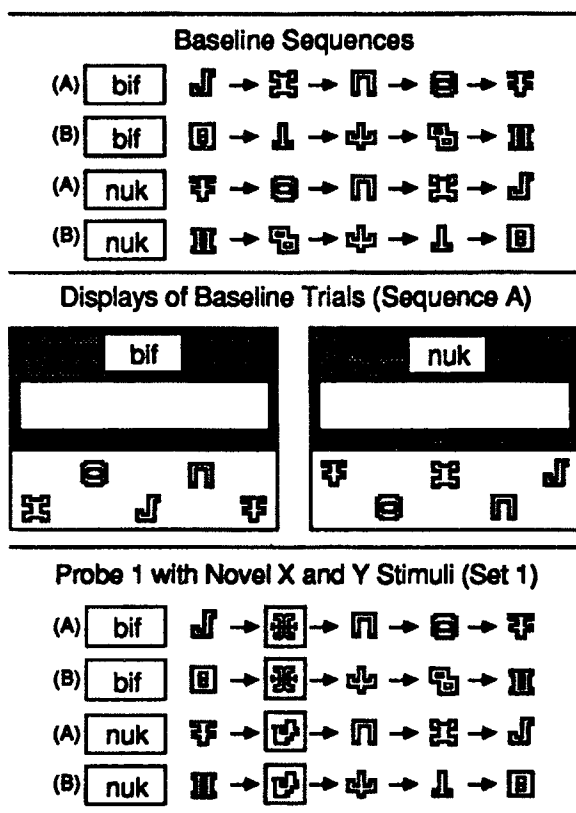 Baseline Sequences
(A) bif
(B) bif
(A) nuk
(B) nuk
Displays of Baseline Trials (Sequence A)
bif nuk
Probe 1 with Novel X and Y Stimuli (Set 1)
(A) bif
(B) bif
(A) nuk
(B) nuk